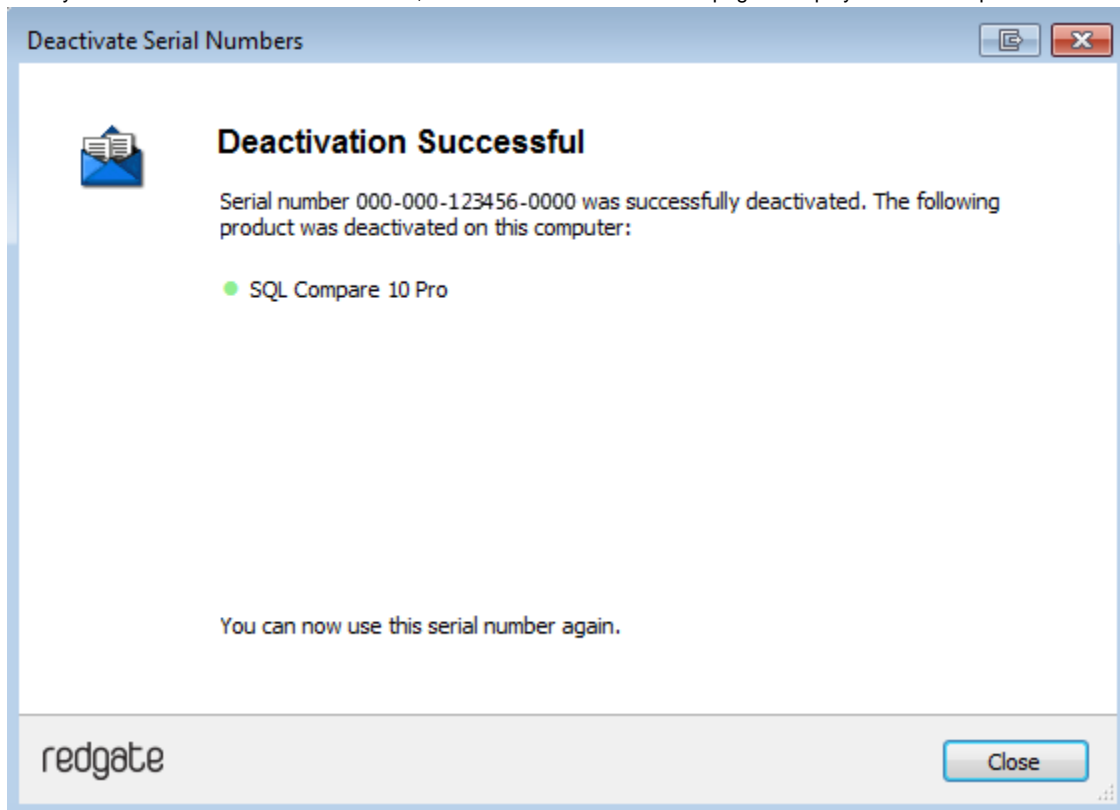 Deactivate Serial Numbers
Deactivation Successful
Serial number 000-000-123456-0000 was successfully deactivated. The following
product was deactivated on this computer:
SQL Compare 10 Pro
You can now use this serial number again.
redgate
Close